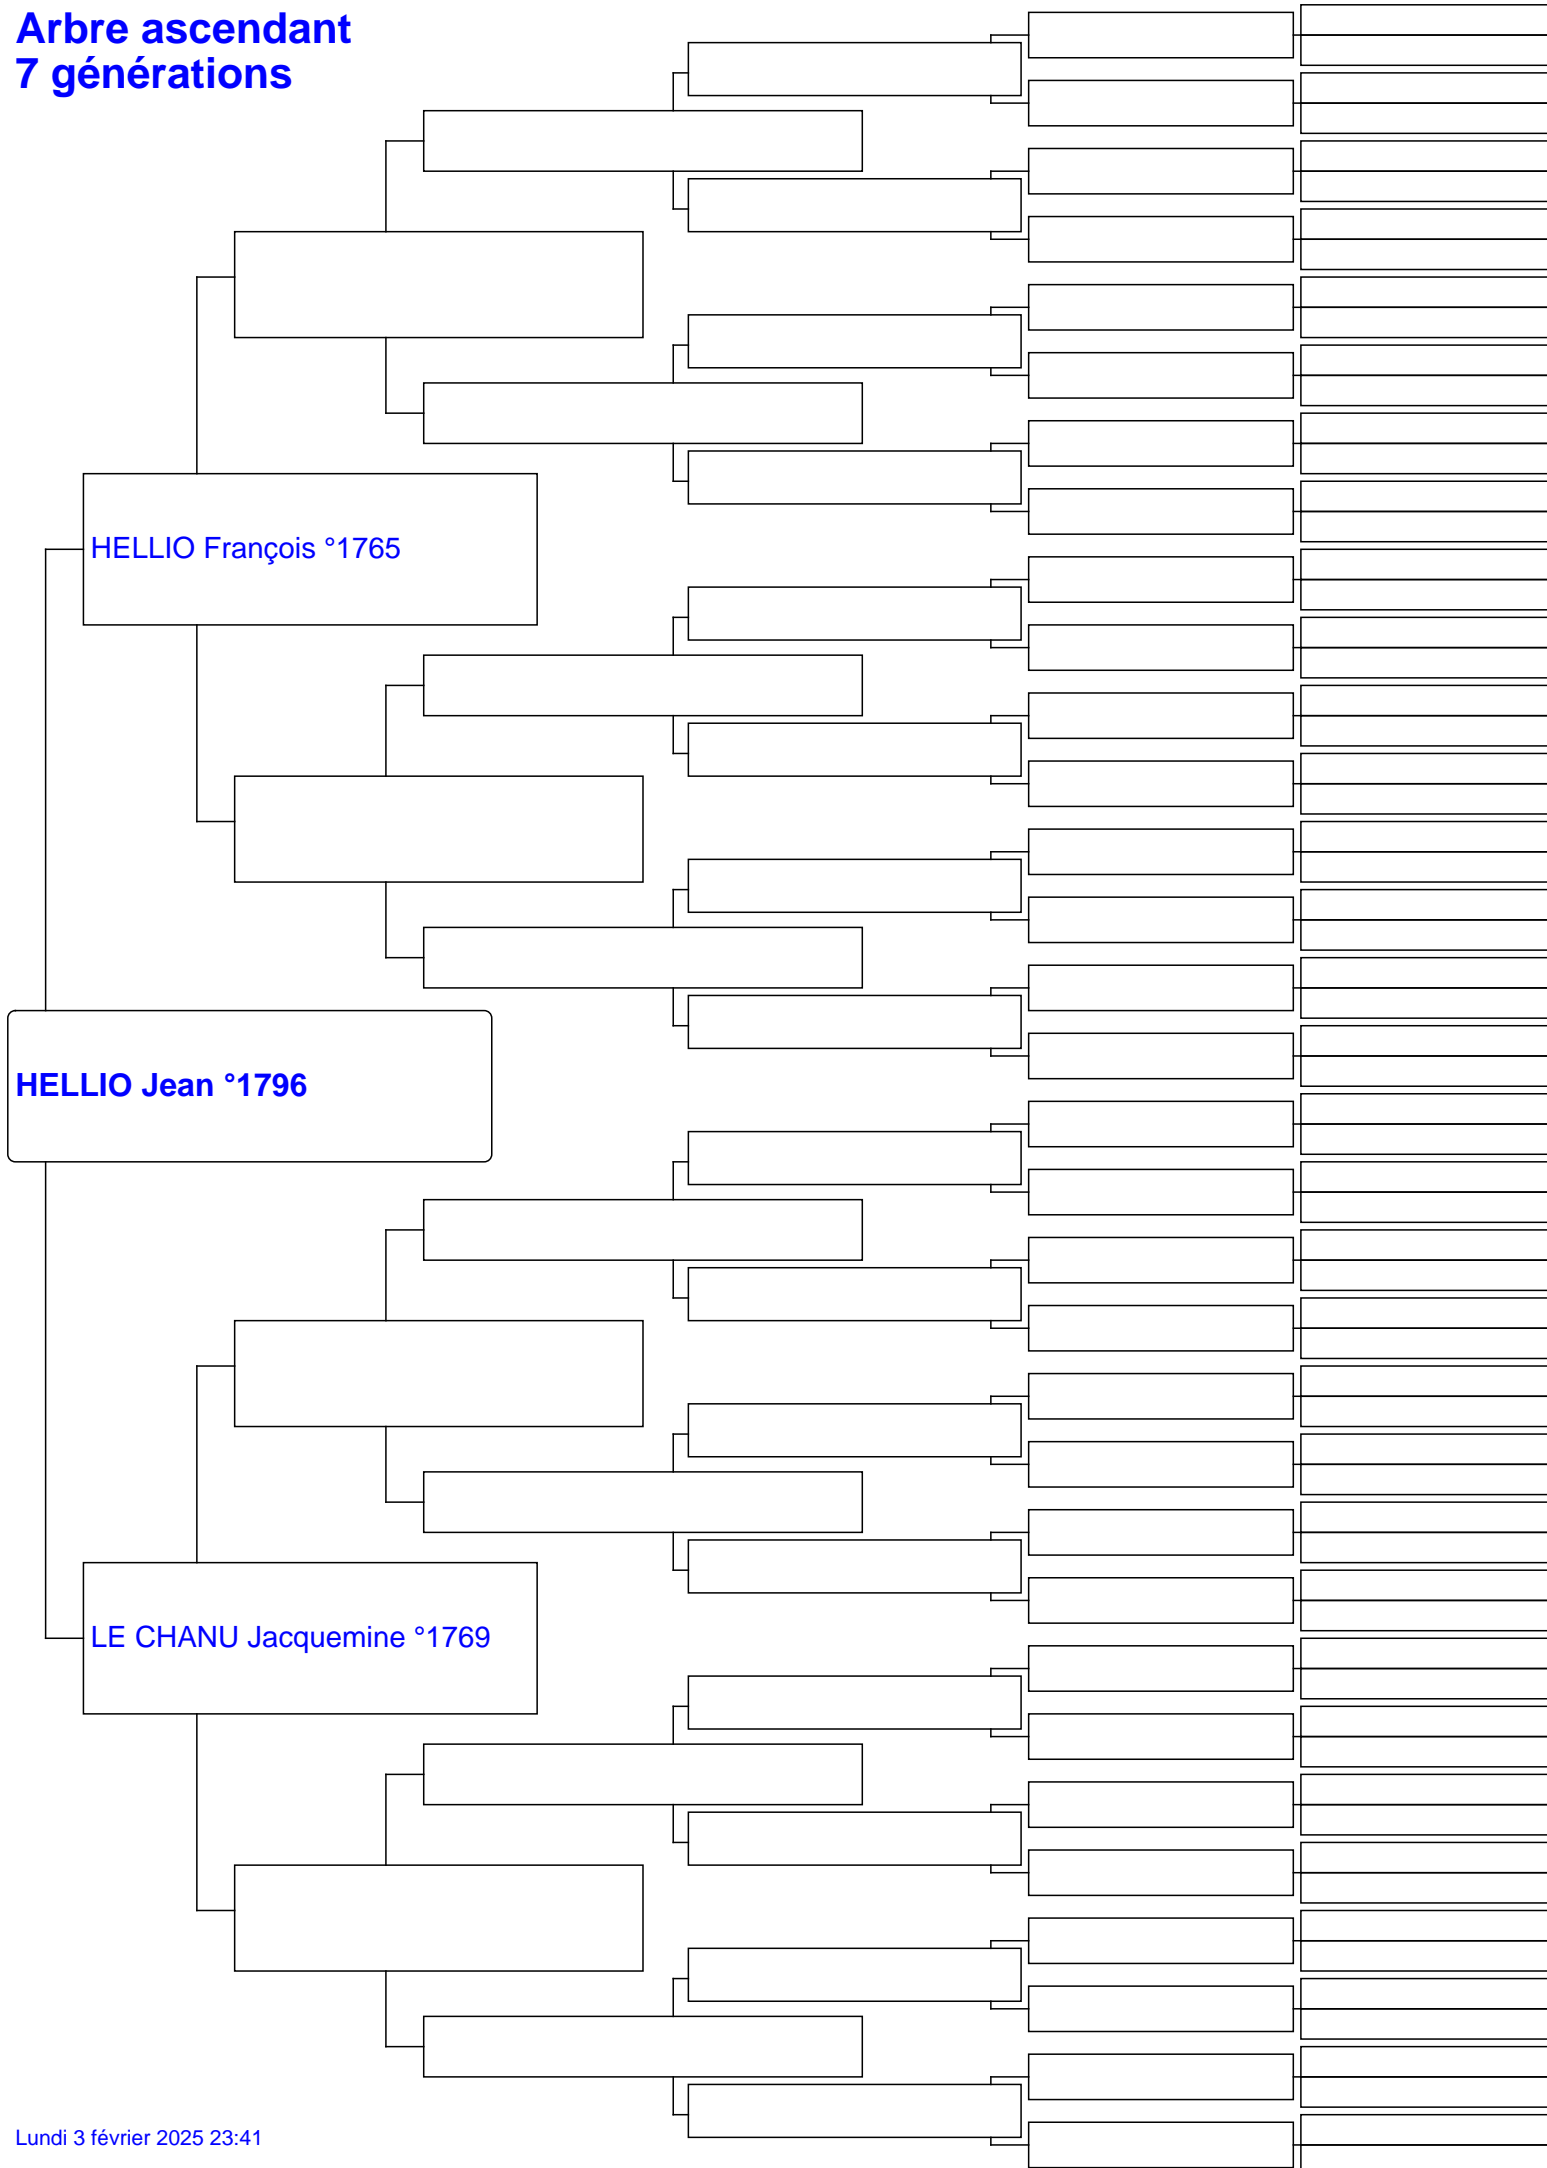 Arbre ascendant
7 générations
HELLIO François °1765
HELLIO Jean °1796
LE CHANU Jacquemine °1769
Lundi 3 février 2025 23:41